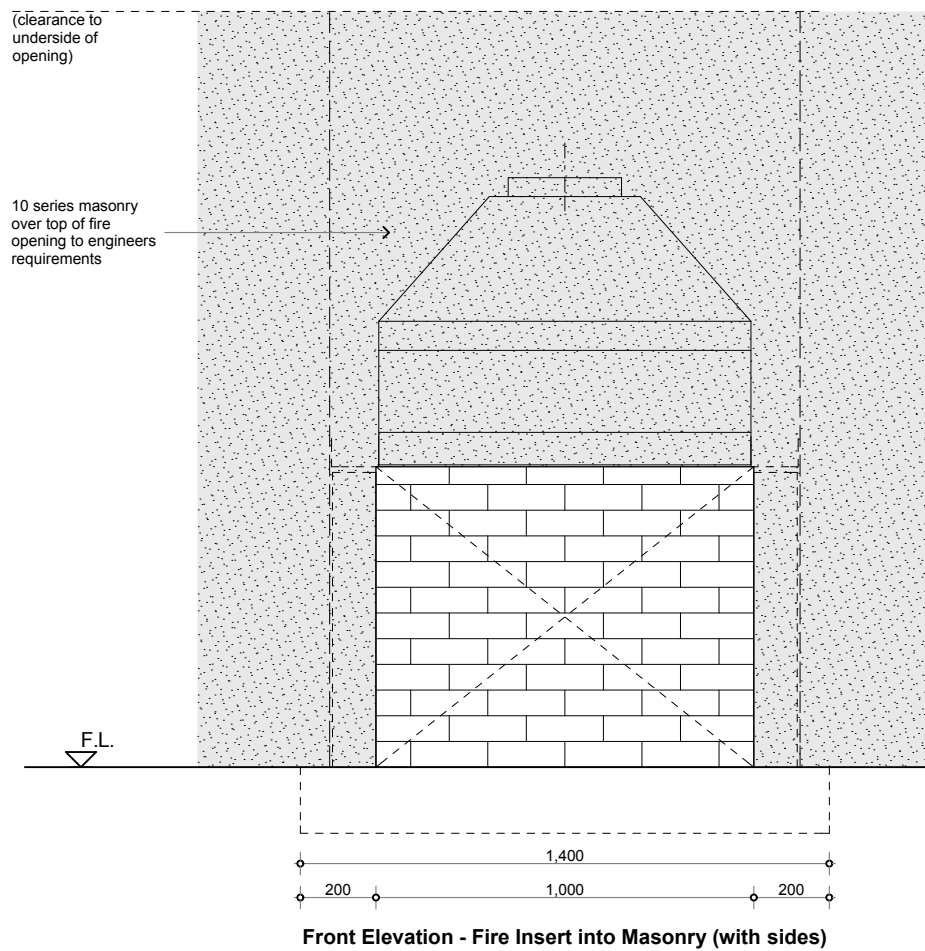 (clearance to
underside of
opening)
10 series masonry
over top of fire
opening to engineers
requirements
F.L.
1,400
200
1,000
200
Front Elevation - Fire Insert into Masonry (with sides)